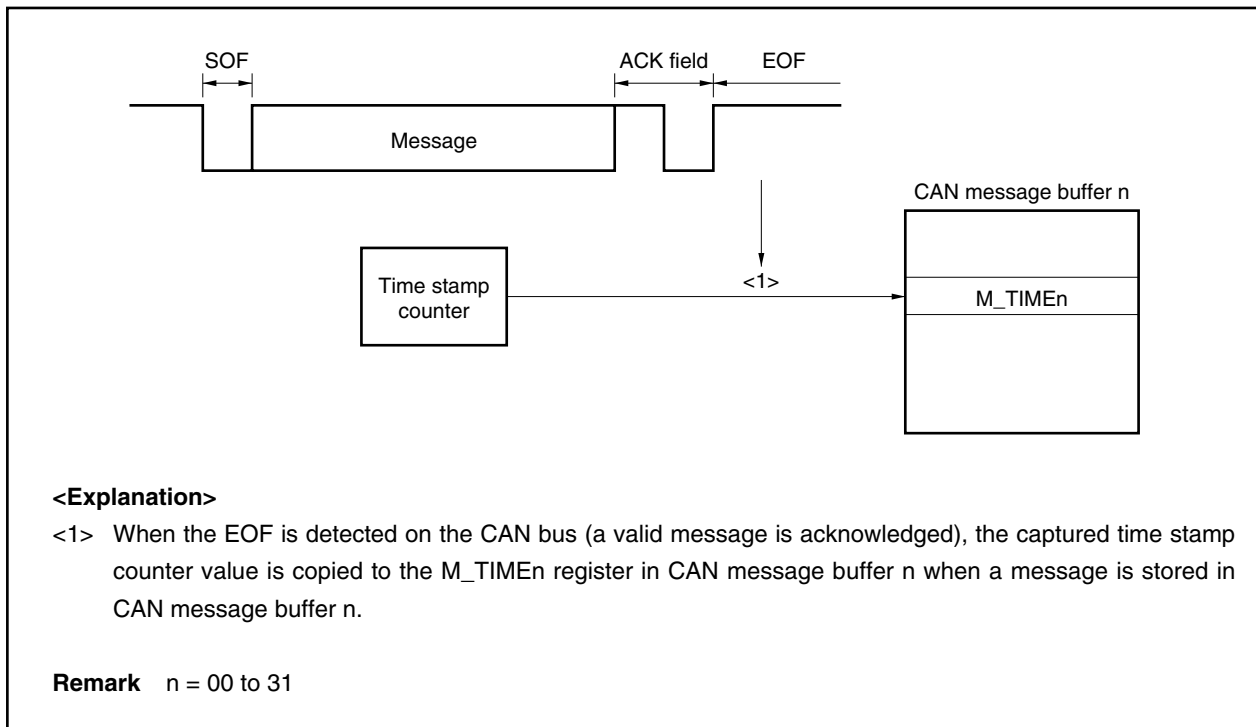 SOF
ACK field
EOF
Message
CAN message buffer n
Time stamp
counter
<1>
M_TIMEn
<Explanation>
<1> When the EOF is detected on the CAN bus (a valid message is acknowledged), the captured time stamp
counter value is copied to the M_TIMEn register in CAN message buffer n when a message is stored in
CAN message buffer n.
Remark n = 00 to 31